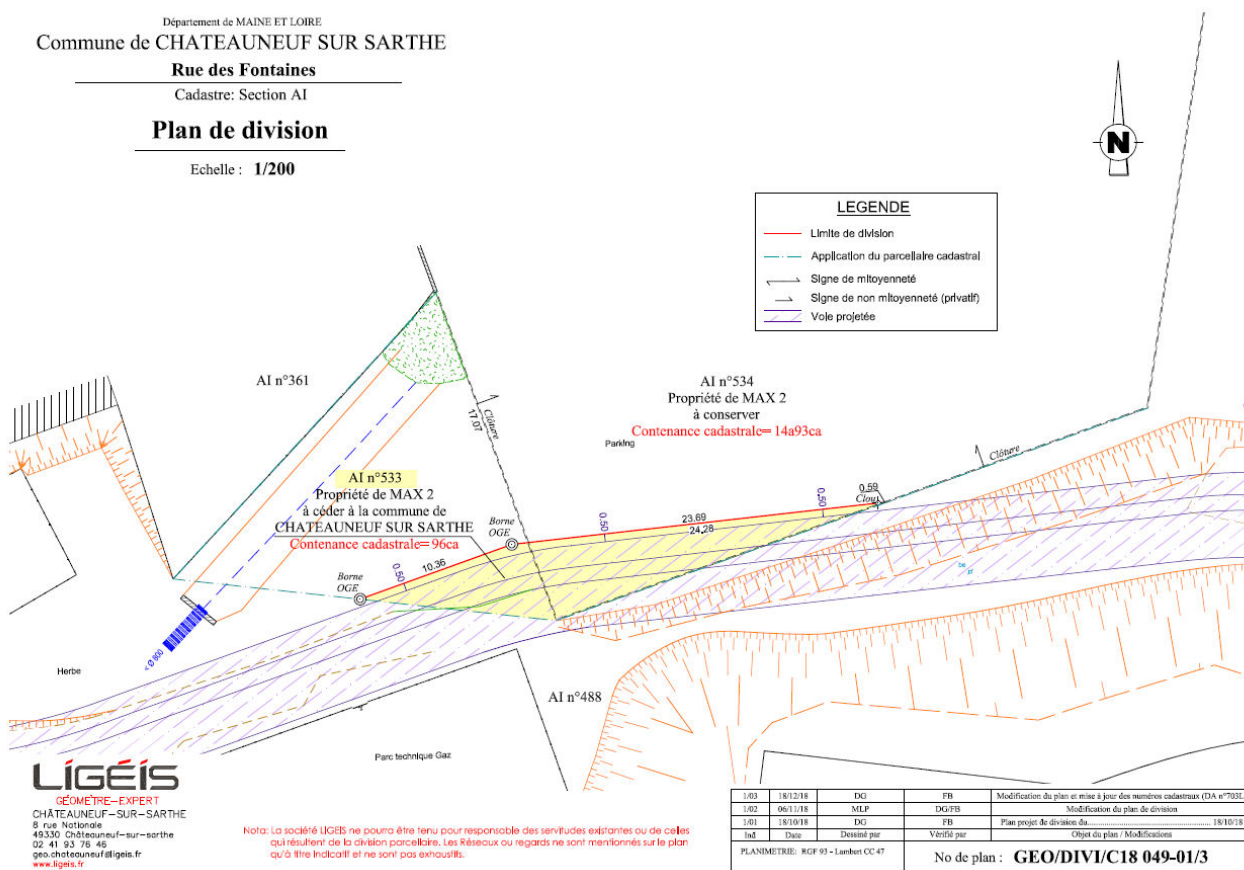 Département de MAINE ET LOIRE
Commune de CHATEAUNEUF SUR SARTHE
Rue des Fontaines
Cadastre: Section AI
Plan de division
Echelle : 1/200
N
LEGENDE
Limite de division
Application du parcellaire cadastral
Signe de mitoyenneté
Signe de non mitoyenneté (privatif)
Voie projetée
AI n°361
AI n°534
Propriété de MAX 2
à conserver
Contenance cadastrale= 14a93ca
Parking
Clôture
17.07
Clôture
AI n°533
Propriété de MAX 2
à céder à la commune de
CHATEAUNEUF SUR SARTHE
Contenance cadastrale= 96ca
Borne
OGE
0.50
23.69
24.28
0.50
0.59
Clou
Borne
OGE
0.50
10.36
< Ø 800
Herbe
AI n°488
Parc technique Gaz
LIGÉIS
GÉOMETRE-EXPERT
CHÂTEAUNEUF-SUR-SARTHE
8 rue Nationale
49330 Châteauneuf-sur-sarthe
02 41 93 76 46
geo.chateauneuf@ligeis.fr
www.ligeis.fr
Nota: La société LIGEIS ne pourra être tenu pour responsable des servitudes existantes ou de celles
qui résultent de la division parcellaire. Les Réseaux ou regards ne sont mentionnés sur le plan
qu'à titre indicatif et ne sont pas exhaustifs.
1/03 18/12/18 DG FB Modification du plan et mise à jour des numéros cadastraux (DA n°703L
1/02 06/11/18 MLP DG/FB Modification du plan de division
1/01 18/10/18 DG FB Plan projet de division du........................................ 18/10/18
Ind Date Dessiné par Vérifié par Objet du plan / Modifications
PLANIMETRIE: RGF 93 - Lambert CC 47
No de plan : GEO/DIVI/C18 049-01/3